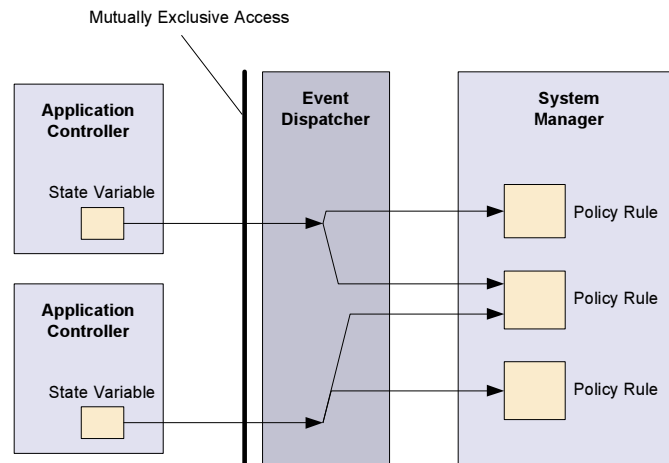 Mutually Exclusive Access
Application
Controller
State Variable
Event
Dispatcher
System
Manager
Policy Rule
Policy Rule
Policy Rule
Application
Controller
State Variable